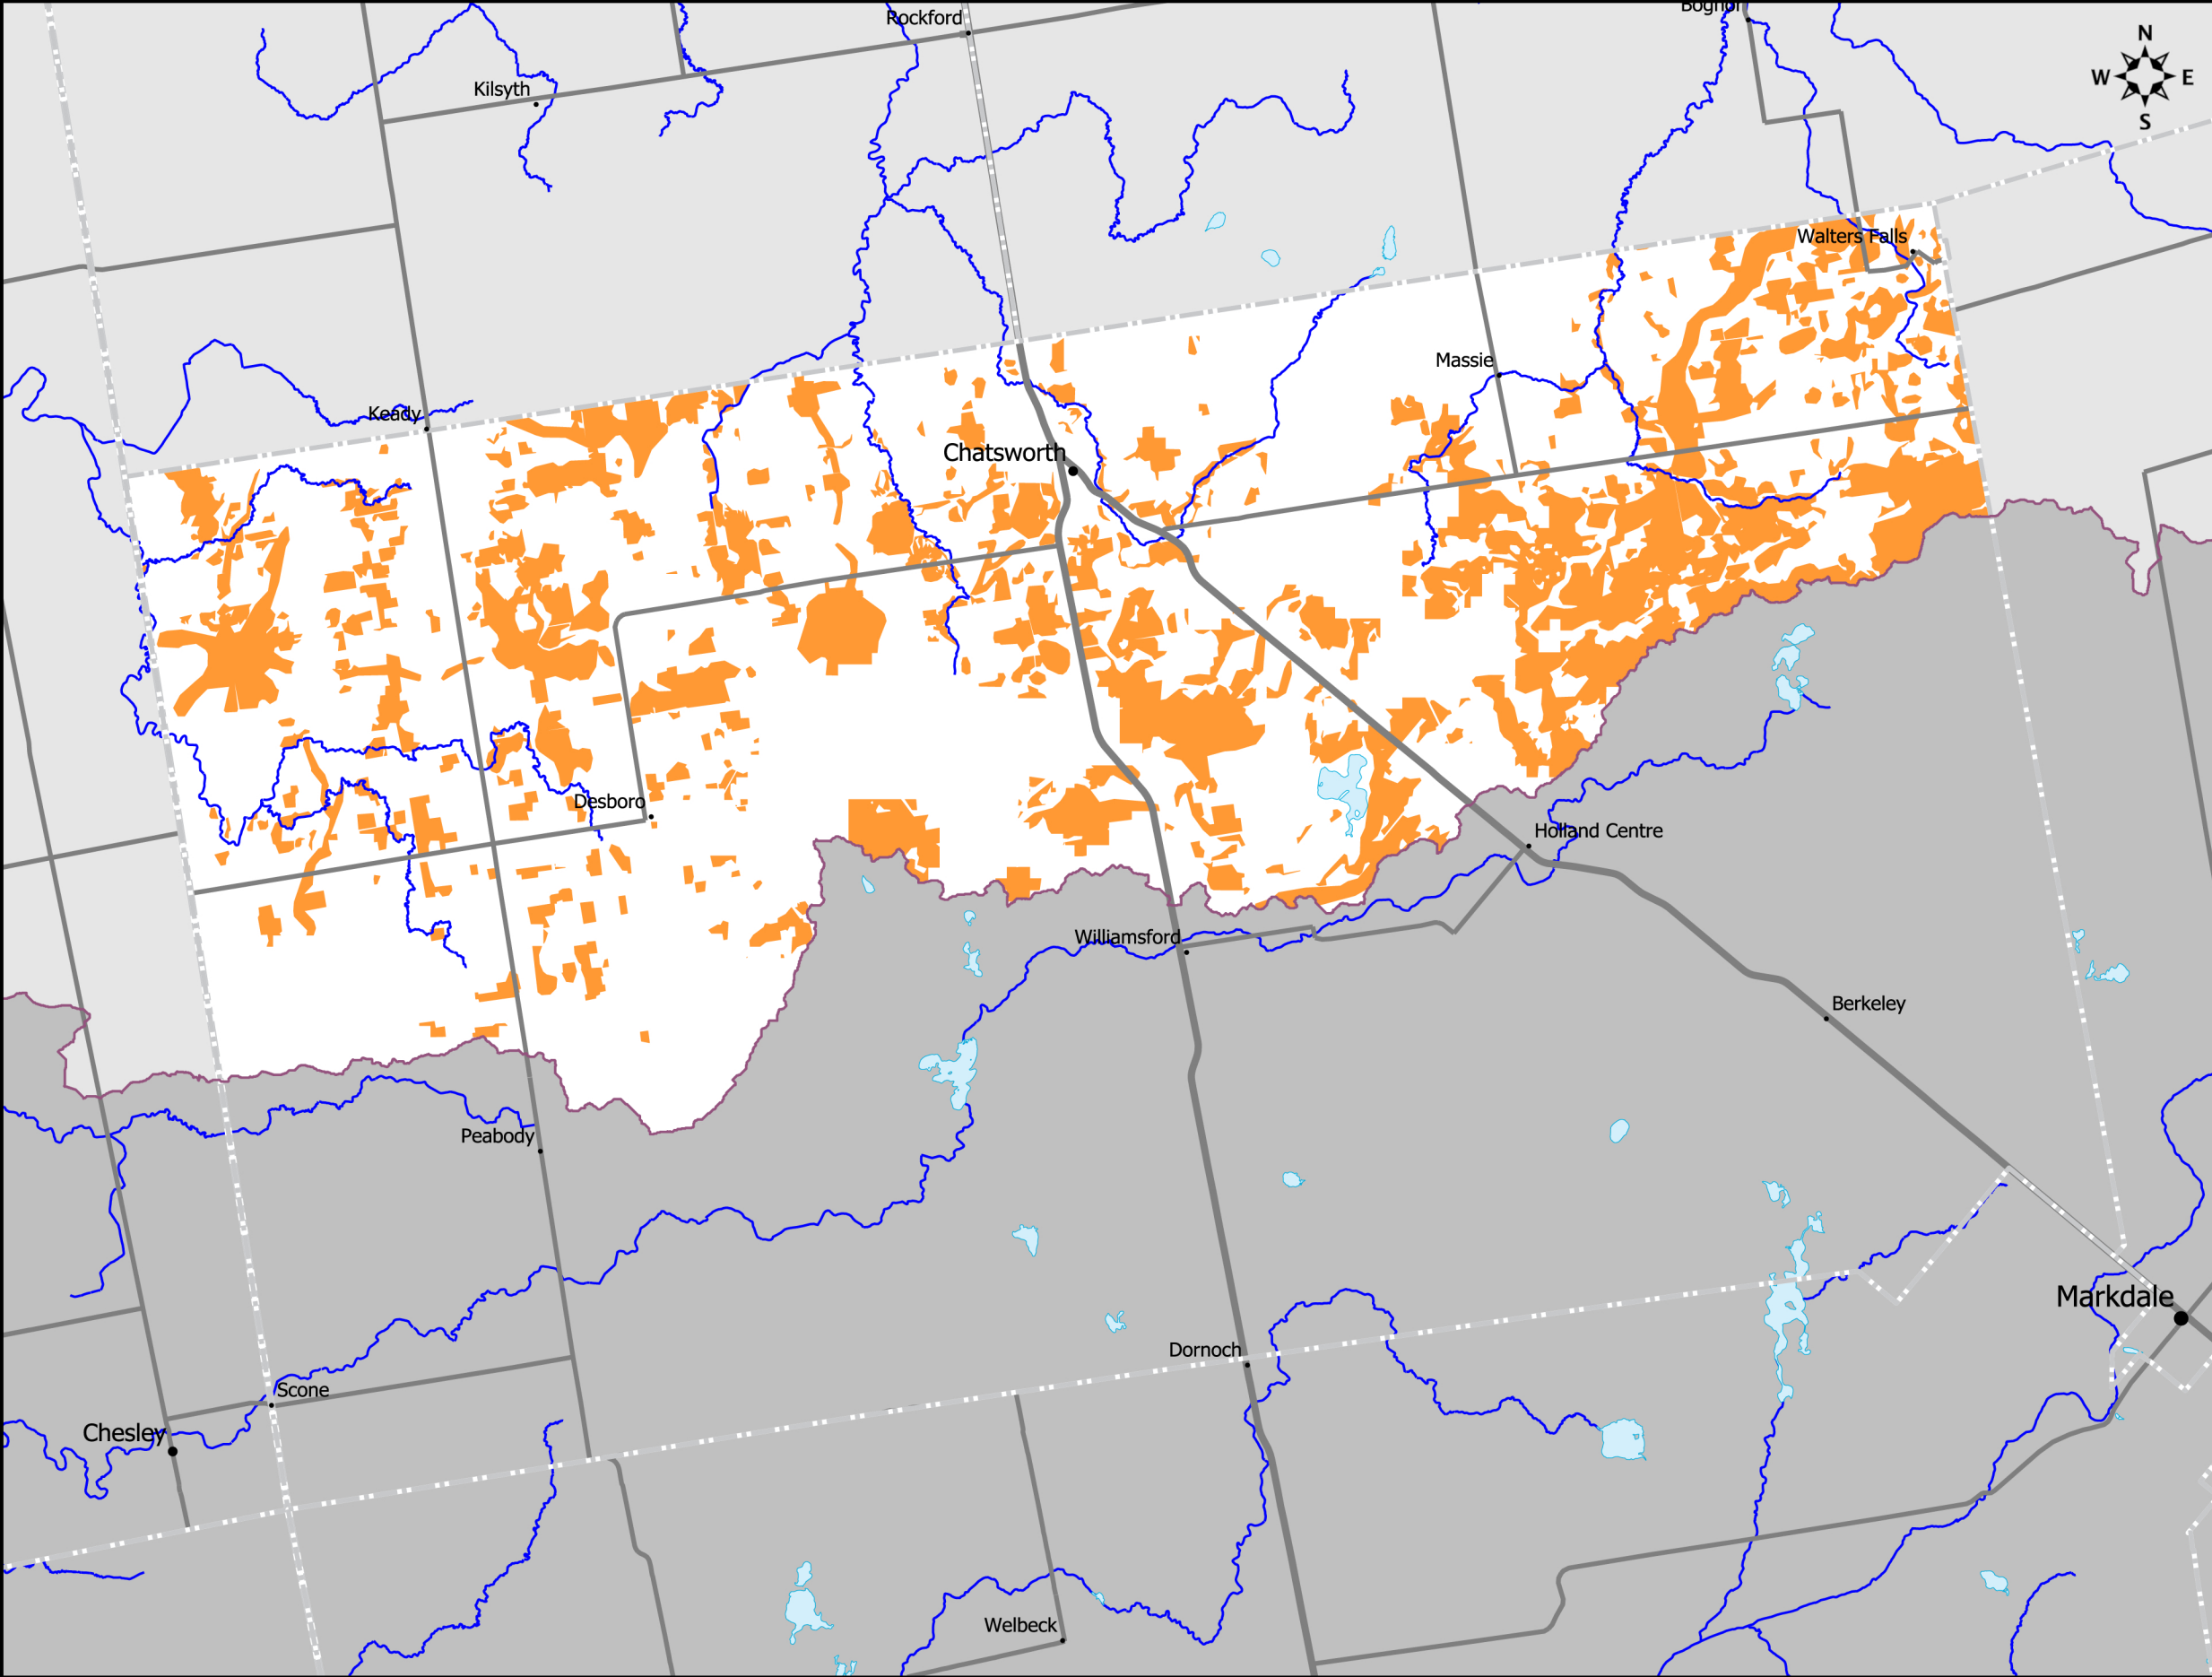 Rockford
N
W E
S
Kilsyth
Walters Falls
Massie
Keady
Chatsworth
Desboro
Holland Centre
Williamsford
Berkeley
Peabody
Markdale
Dornoch
Scone
Chesley
Welbeck